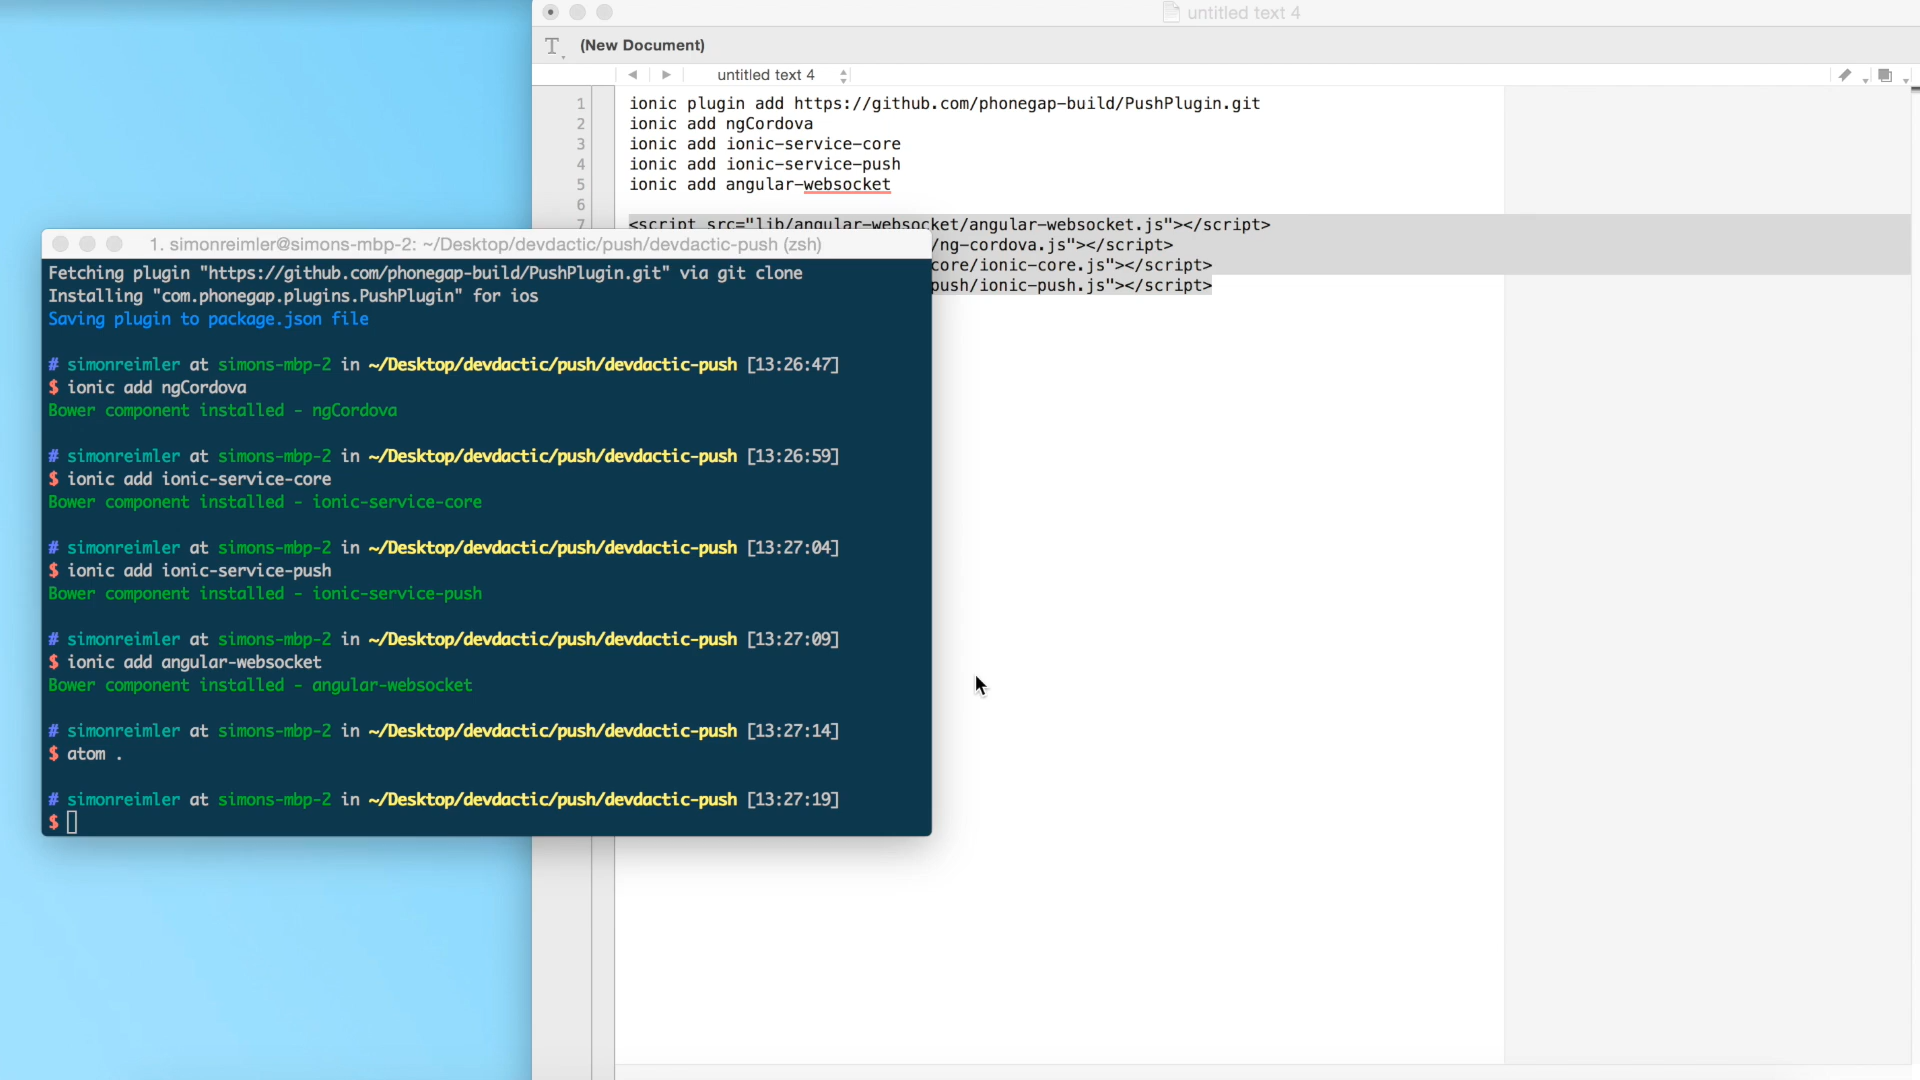 untitled text 4
(New Document)
untitled text 4
1 ionic plugin add https://github.com/phonegap-build/PushPlugin.git
2 ionic add ngCordova
3 ionic add ionic-service-core
4 ionic add ionic-service-push
5 ionic add angular-websocket
6
7 <script src="lib/angular-websocket/angular-websocket.js"></script>
/ng-cordova.js"></script>
core/ionic-core.js"></script>
push/ionic-push.js"></script>
1. simonreimler@simons-mbp-2: ~/Desktop/devdactic/push/devdactic-push (zsh)
Fetching plugin "https://github.com/phonegap-build/PushPlugin.git" via git clone
Installing "com.phonegap.plugins.PushPlugin" for ios
Saving plugin to package.json file
# simonreimler at simons-mbp-2 in ~/Desktop/devdactic/push/devdactic-push [13:26:47]
$ ionic add ngCordova
Bower component installed - ngCordova
# simonreimler at simons-mbp-2 in ~/Desktop/devdactic/push/devdactic-push [13:26:59]
$ ionic add ionic-service-core
Bower component installed - ionic-service-core
# simonreimler at simons-mbp-2 in ~/Desktop/devdactic/push/devdactic-push [13:27:04]
$ ionic add ionic-service-push
Bower component installed - ionic-service-push
# simonreimler at simons-mbp-2 in ~/Desktop/devdactic/push/devdactic-push [13:27:09]
$ ionic add angular-websocket
Bower component installed - angular-websocket
# simonreimler at simons-mbp-2 in ~/Desktop/devdactic/push/devdactic-push [13:27:14]
$ atom .
# simonreimler at simons-mbp-2 in ~/Desktop/devdactic/push/devdactic-push [13:27:19]
$